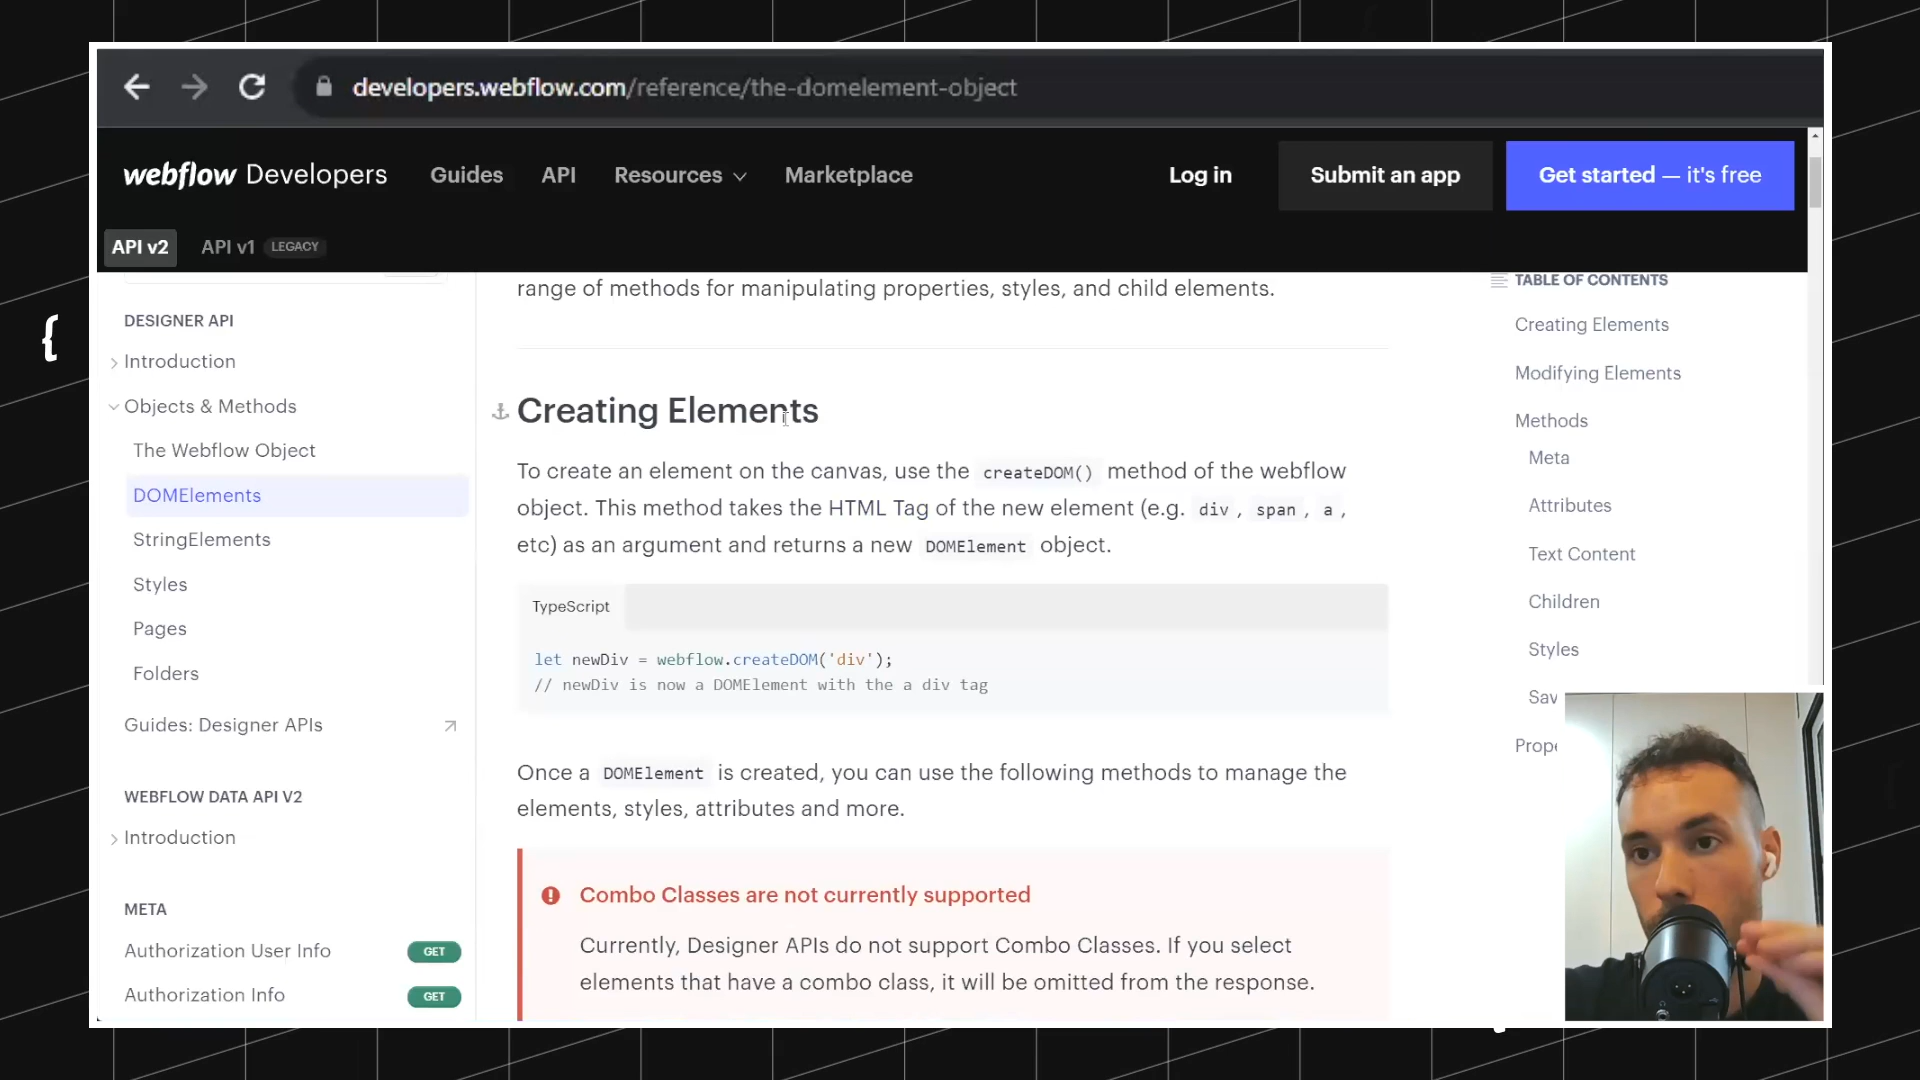 developers.webflow.com/reference/the-domelement-object
webflow Developers
Guides
API
Resources
Marketplace
Log in
Submit an app
Get started — it's free
API v2
API v1
LEGACY
DESIGNER API
Introduction
Objects & Methods
The Webflow Object
DOMElements
StringElements
Styles
Pages
Folders
Guides: Designer APIs
WEBFLOW DATA API V2
Introduction
META
Authorization User Info
GET
Authorization Info
GET
range of methods for manipulating properties, styles, and child elements.
Creating Elements
To create an element on the canvas, use the createDOM() method of the webflow
object. This method takes the HTML Tag of the new element (e.g. div , span , a ,
etc) as an argument and returns a new DOMElement object.
TypeScript
let newDiv = webflow.createDOM('div');
// newDiv is now a DOMElement with the a div tag
Once a DOMElement is created, you can use the following methods to manage the
elements, styles, attributes and more.
Combo Classes are not currently supported
Currently, Designer APIs do not support Combo Classes. If you select
elements that have a combo class, it will be omitted from the response.
TABLE OF CONTENTS
Creating Elements
Modifying Elements
Methods
Meta
Attributes
Text Content
Children
Styles
Sav
Prope
{